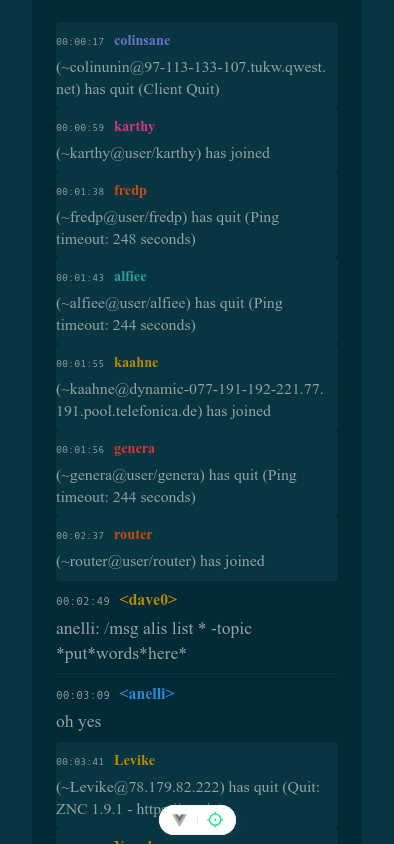 00:00:17 colinsane
(~colinunin@97-113-133-107.tukw.qwest.
net) has quit (Client Quit)
00:00:59 karthy
(~karthy@user/karthy) has joined
00:01:38 fredp
(~fredp@user/fredp) has quit (Ping
timeout: 248 seconds)
00:01:43 alfiee
(~alfiee@user/alfiee) has quit (Ping
timeout: 244 seconds)
00:01:55 kaahne
(~kaahne@dynamic-077-191-192-221.77.
191.pool.telefonica.de) has joined
00:01:56 genera
(~genera@user/genera) has quit (Ping
timeout: 244 seconds)
00:02:37 router
(~router@user/router) has joined
00:02:49 <dave0>
anelli: /msg alis list * -topic
*put*words*here*
00:03:09 <anelli>
oh yes
00:03:41 Levike
(~Levike@78.179.82.222) has quit (Quit:
ZNC 1.9.1 -